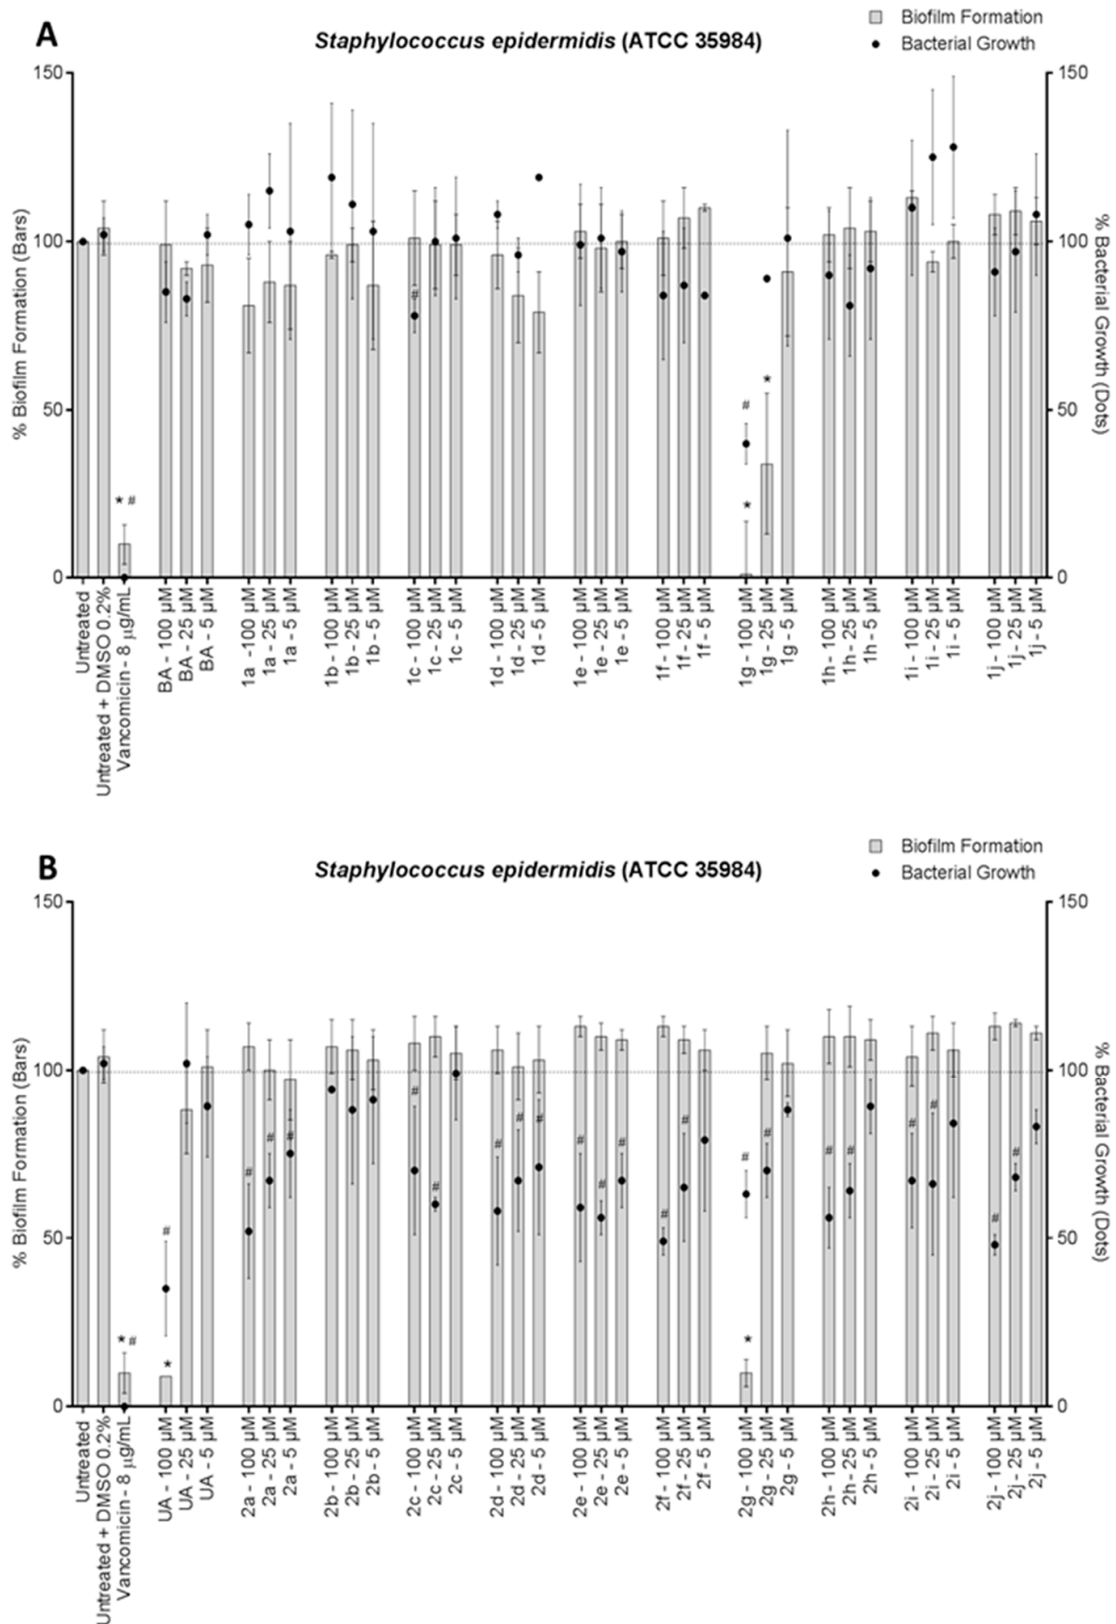 A
Staphylococcus epidermidis (ATCC 35984)
Biofilm Formation
Bacterial Growth
% Biofilm Formation (Bars)
% Bacterial Growth (Dots)
150
100
50
0
150
100
50
0
* #
#
#
*
*
Untreated
Untreated + DMSO 0.2%
Vancomicin - 8 µg/mL
BA - 100 µM
BA - 25 µM
BA - 5 µM
1a -100 µM
1a - 25 µM
1a - 5 µM
1b - 100 µM
1b - 25 µM
1b - 5 µM
1c - 100 µM
1c - 25 µM
1c - 5 µM
1d - 100 µM
1d - 25 µM
1d - 5 µM
1e - 100 µM
1e - 25 µM
1e - 5 µM
1f - 100 µM
1f - 25 µM
1f - 5 µM
1g - 100 µM
1g - 25 µM
1g - 5 µM
1h - 100 µM
1h - 25 µM
1h - 5 µM
1i - 100 µM
1i - 25 µM
1i - 5 µM
1j - 100 µM
1j - 25 µM
1j - 5 µM
B
Staphylococcus epidermidis (ATCC 35984)
Biofilm Formation
Bacterial Growth
% Biofilm Formation (Bars)
% Bacterial Growth (Dots)
150
100
50
0
150
100
50
0
* #
#
*
#
#
#
#
#
#
#
#
#
#
#
#
#
#
*
#
#
#
#
#
#
#
Untreated
Untreated + DMSO 0.2%
Vancomicin - 8 µg/mL
UA - 100 µM
UA - 25 µM
UA - 5 µM
2a - 100 µM
2a - 25 µM
2a - 5 µM
2b - 100 µM
2b - 25 µM
2b - 5 µM
2c - 100 µM
2c - 25 µM
2c - 5 µM
2d - 100 µM
2d - 25 µM
2d - 5 µM
2e - 100 µM
2e - 25 µM
2e - 5 µM
2f - 100 µM
2f - 25 µM
2f - 5 µM
2g - 100 µM
2g - 25 µM
2g - 5 µM
2h - 100 µM
2h - 25 µM
2h - 5 µM
2i - 100 µM
2i - 25 µM
2i - 5 µM
2j - 100 µM
2j - 25 µM
2j - 5 µM